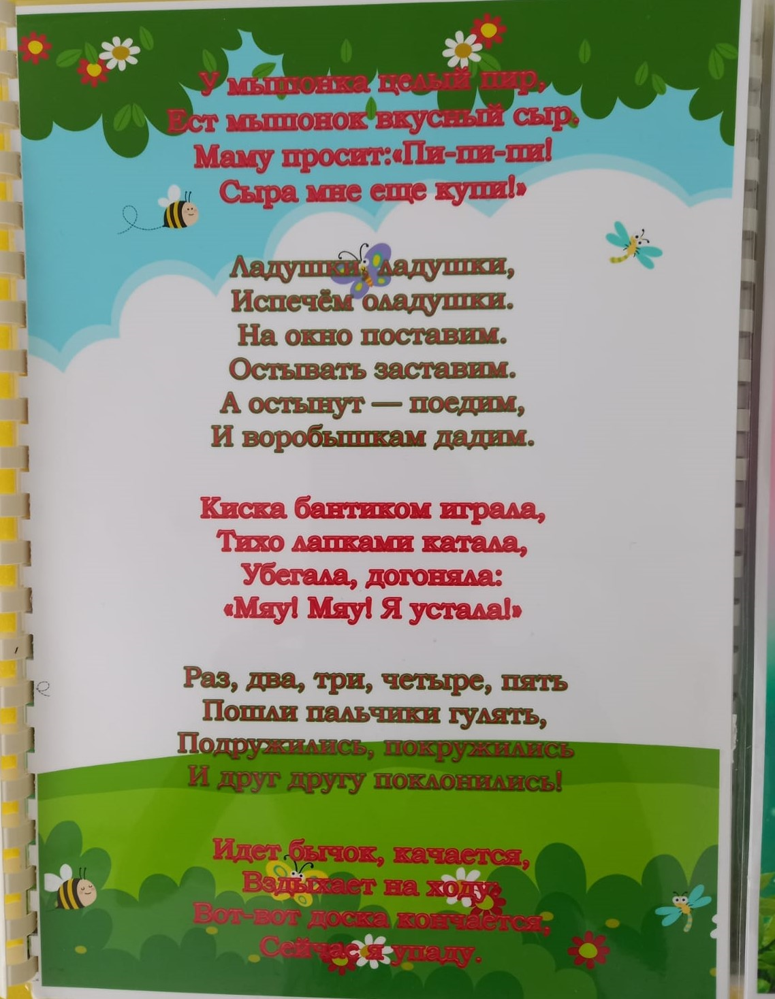 У мышонка целый пир,
Ест мышонок вкусный сыр.
Маму просит:«Пи-пи-пи!
Сыра мне еще купи!»
Ладушки, ладушки,
Испечём оладушки.
На окно поставим.
Остывать заставим.
А остынут — поедим,
И воробышкам дадим.
Киска бантиком играла,
Тихо лапками катала,
Убегала, догоняла:
«Мяу! Мяу! Я устала!»
Раз, два, три, четыре, пять
Пошли пальчики гулять,
Подружились, покружились
И друг другу поклонились!
Идет бычок, качается,
Вздыхает на ходу:
Вот-вот доска кончается,
Сейчас я упаду.